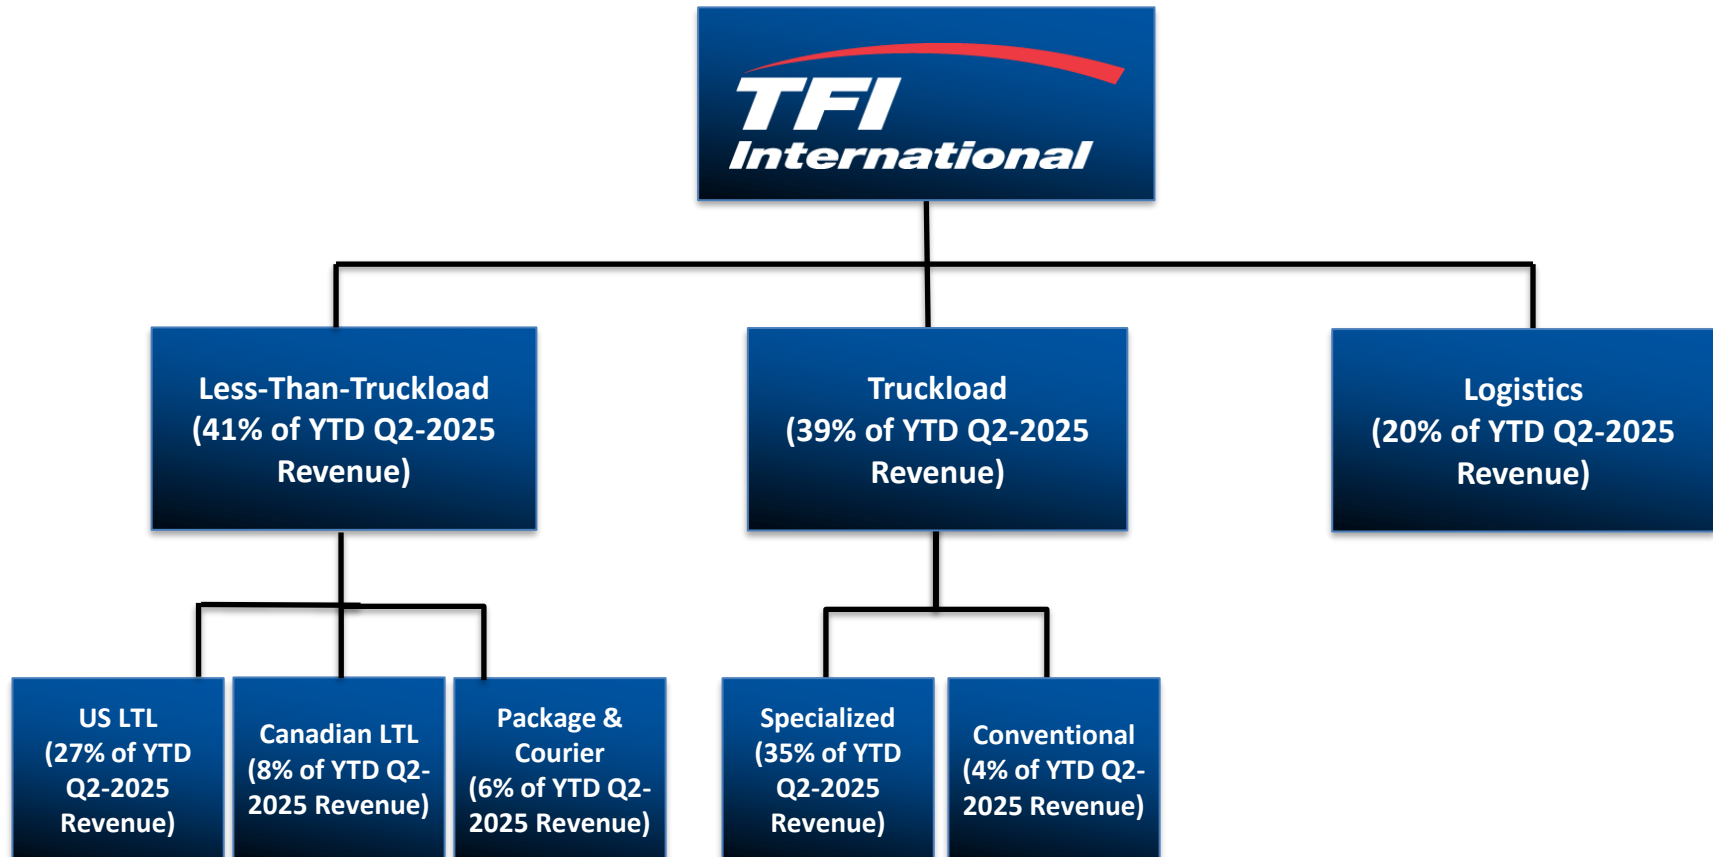 TFI
International
Less-Than-Truckload
(41% of YTD Q2-2025
Revenue)
Truckload
(39% of YTD Q2-2025
Revenue)
Logistics
(20% of YTD Q2-2025
Revenue)
US LTL
(27% of YTD
Q2-2025
Revenue)
Canadian LTL
(8% of YTD Q2-
2025 Revenue)
Package &
Courier
(6% of YTD Q2-
2025 Revenue)
Specialized
(35% of YTD
Q2-2025
Revenue)
Conventional
(4% of YTD Q2-
2025 Revenue)